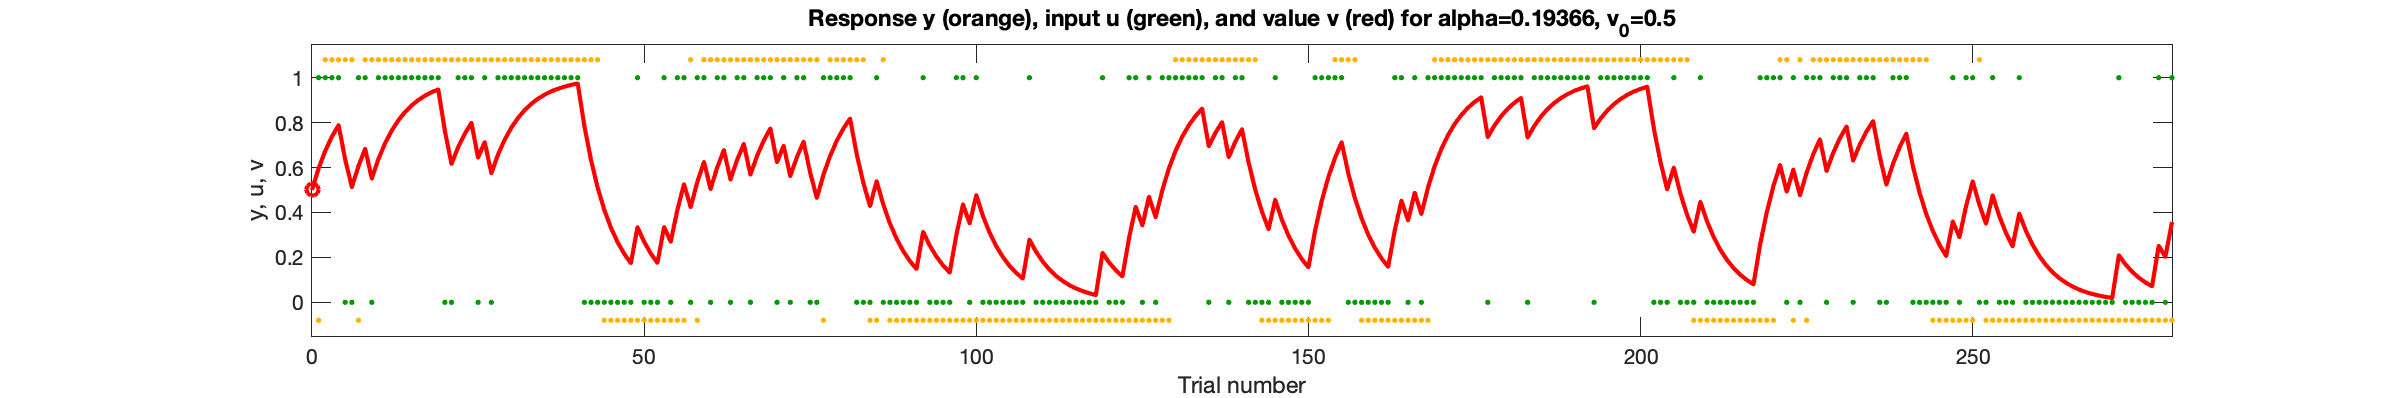 Response y (orange), input u (green), and value v (red) for alpha=0.19366, v_0=0.5
y, u, v
1
0.8
0.6
0.4
0.2
0
0 50 100 150 200 250
Trial number